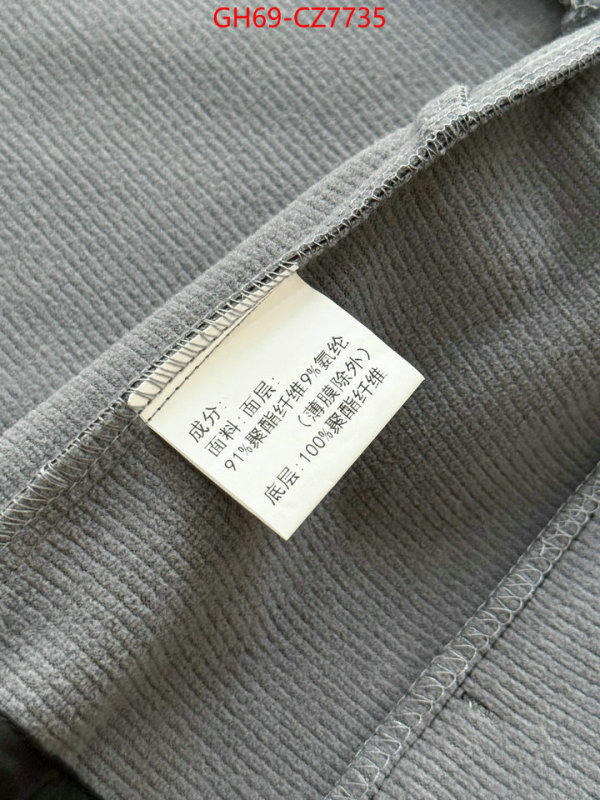 GH69-CZ7735
成分:
面料:面层:
91%聚酯纤维9%氨纶
(薄膜除外)
底层:100%聚酯纤维